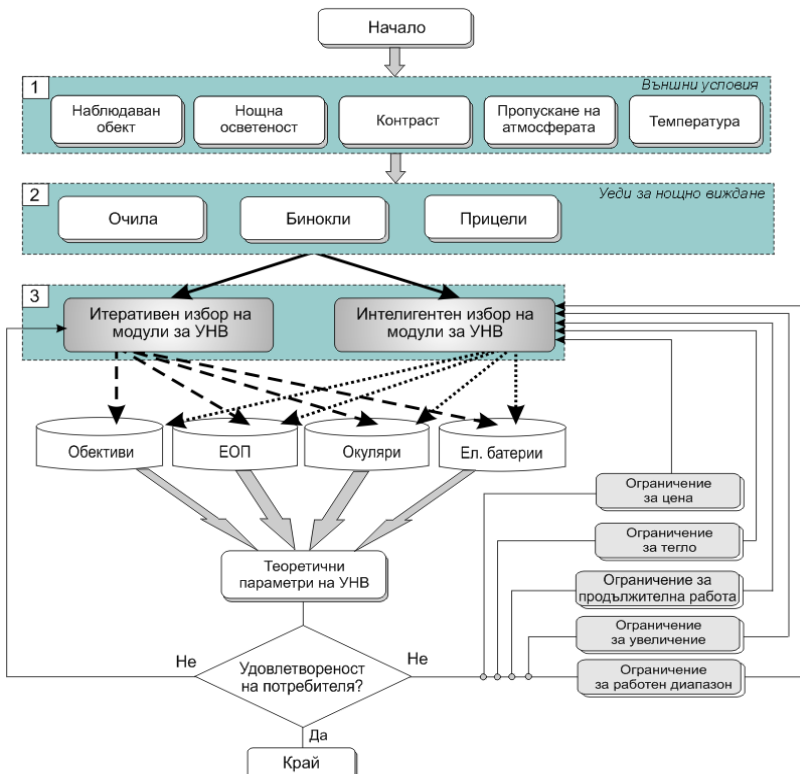 Начало
1
Външни условия
Наблюдаван
обект
Нощна
осветеност
Контраст
Пропускане на
атмосферата
Температура
2
Уеди за нощно виждане
Очила
Бинокли
Прицели
3
Итеративен избор на
модули за УНВ
Интелигентен избор на
модули за УНВ
Обективи
ЕОП
Окуляри
Ел. батерии
Ограничение
за цена
Ограничение
за тегло
Теоретични
параметри на УНВ
Ограничение за
продължителна работа
Ограничение
за увеличение
Не
Удовлетвореност
на потребителя?
Не
Ограничение
за работен диапазон
Да
Край